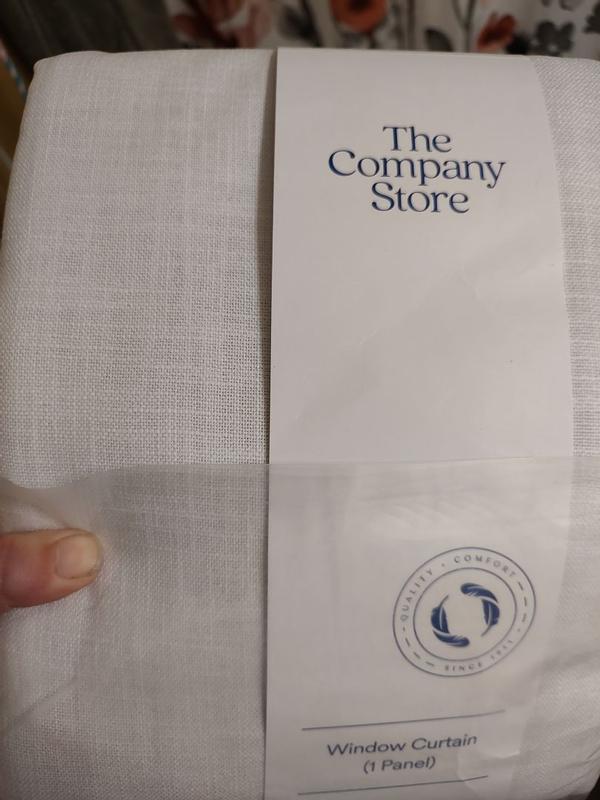 The
Company
Store
QUALITY • COMFORT
SINCE 1911
Window Curtain
(1 Panel)